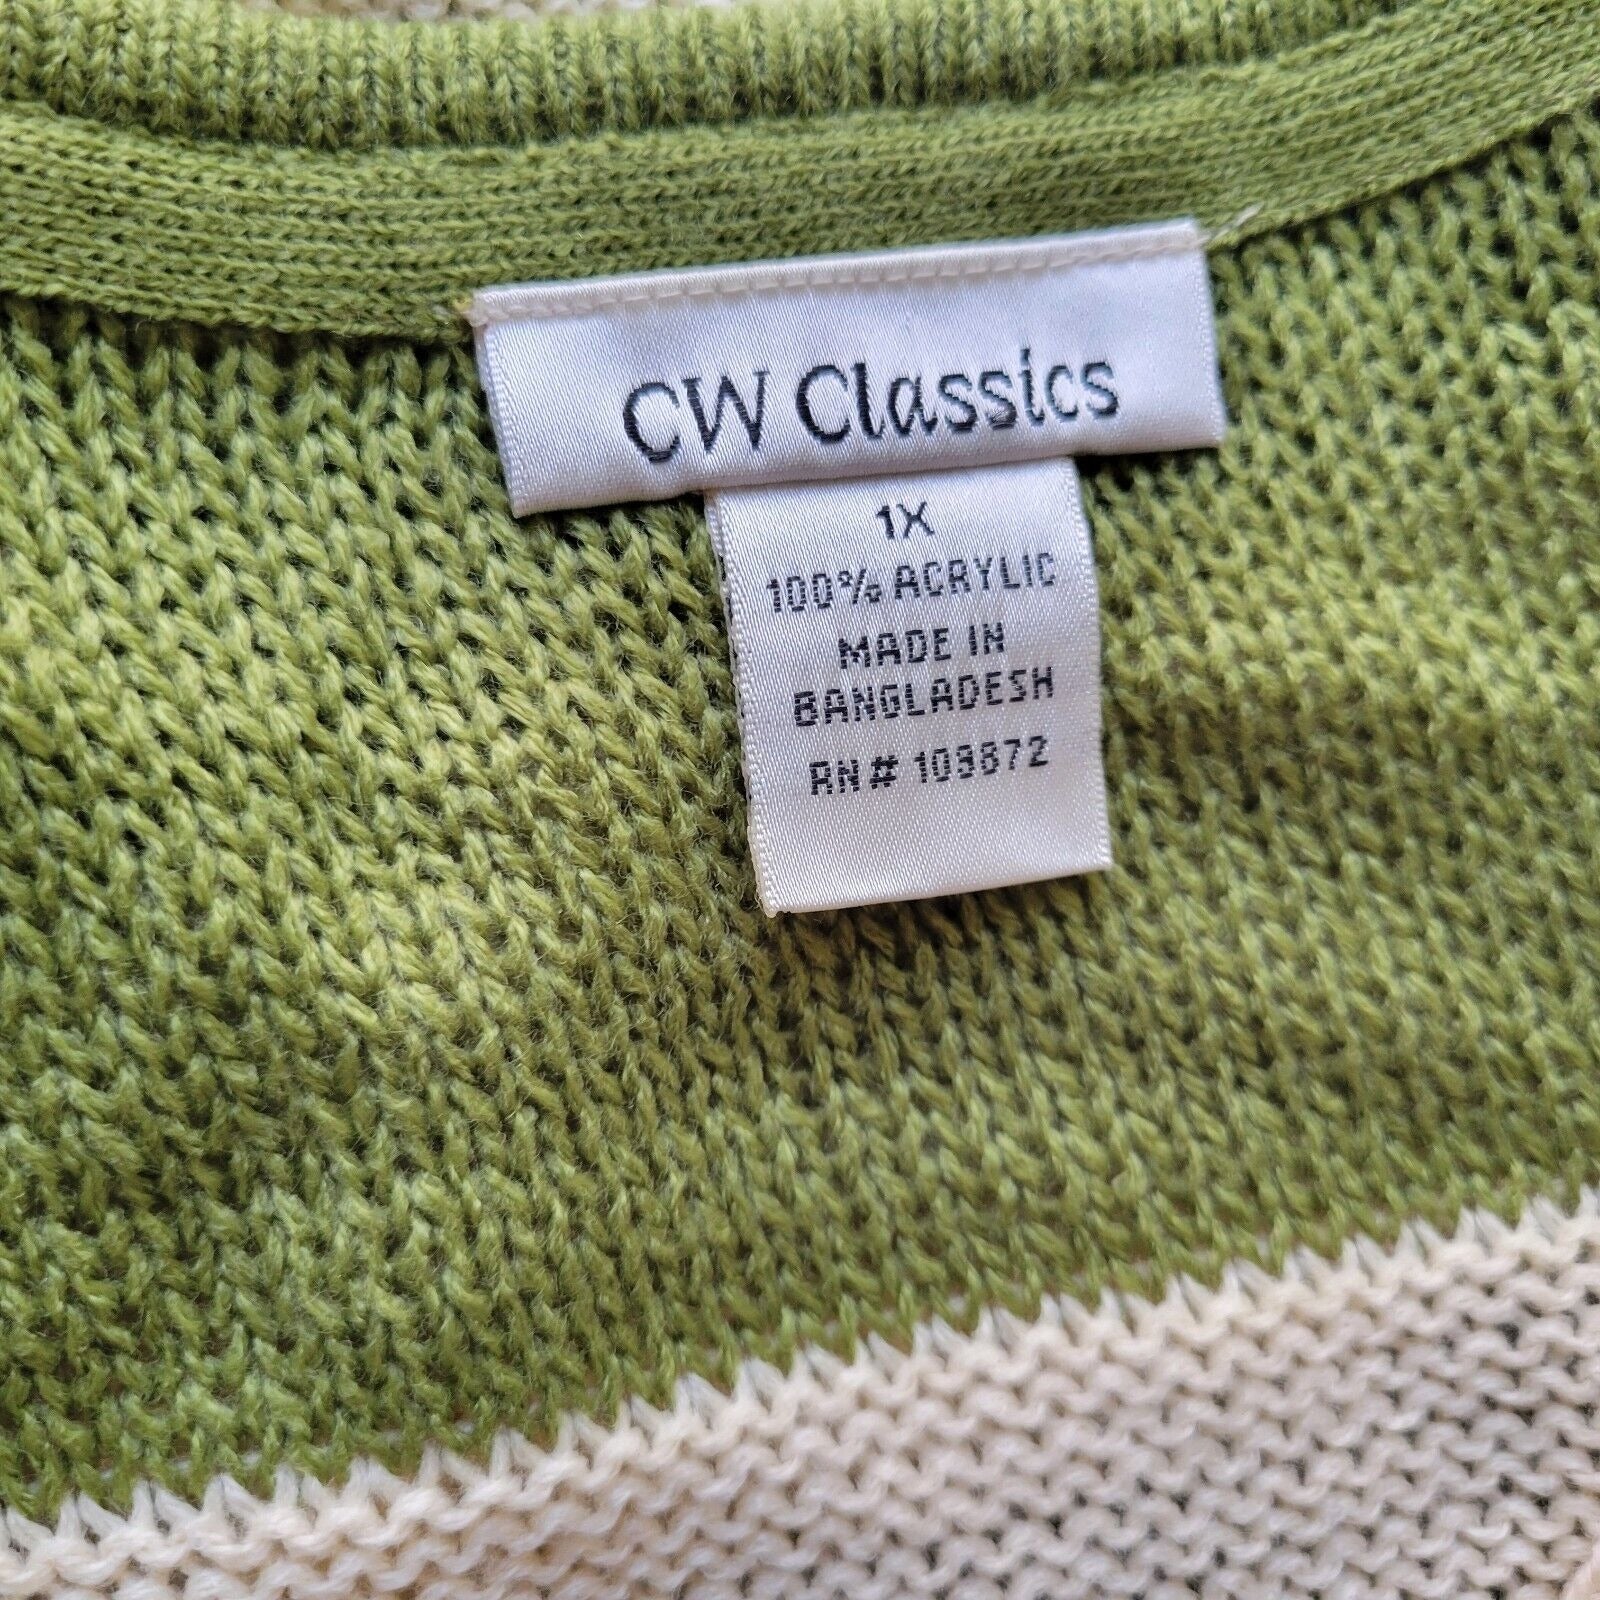 CW Classics
1X
100% ACRYLIC
MADE IN
BANGLADESH
RN# 109872